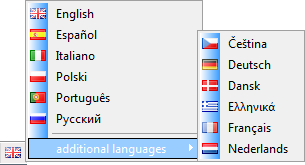 English
Español
Italiano
Polski
Português
Русский
additional languages
Čeština
Deutsch
Dansk
Ελληνικά
Français
Nederlands